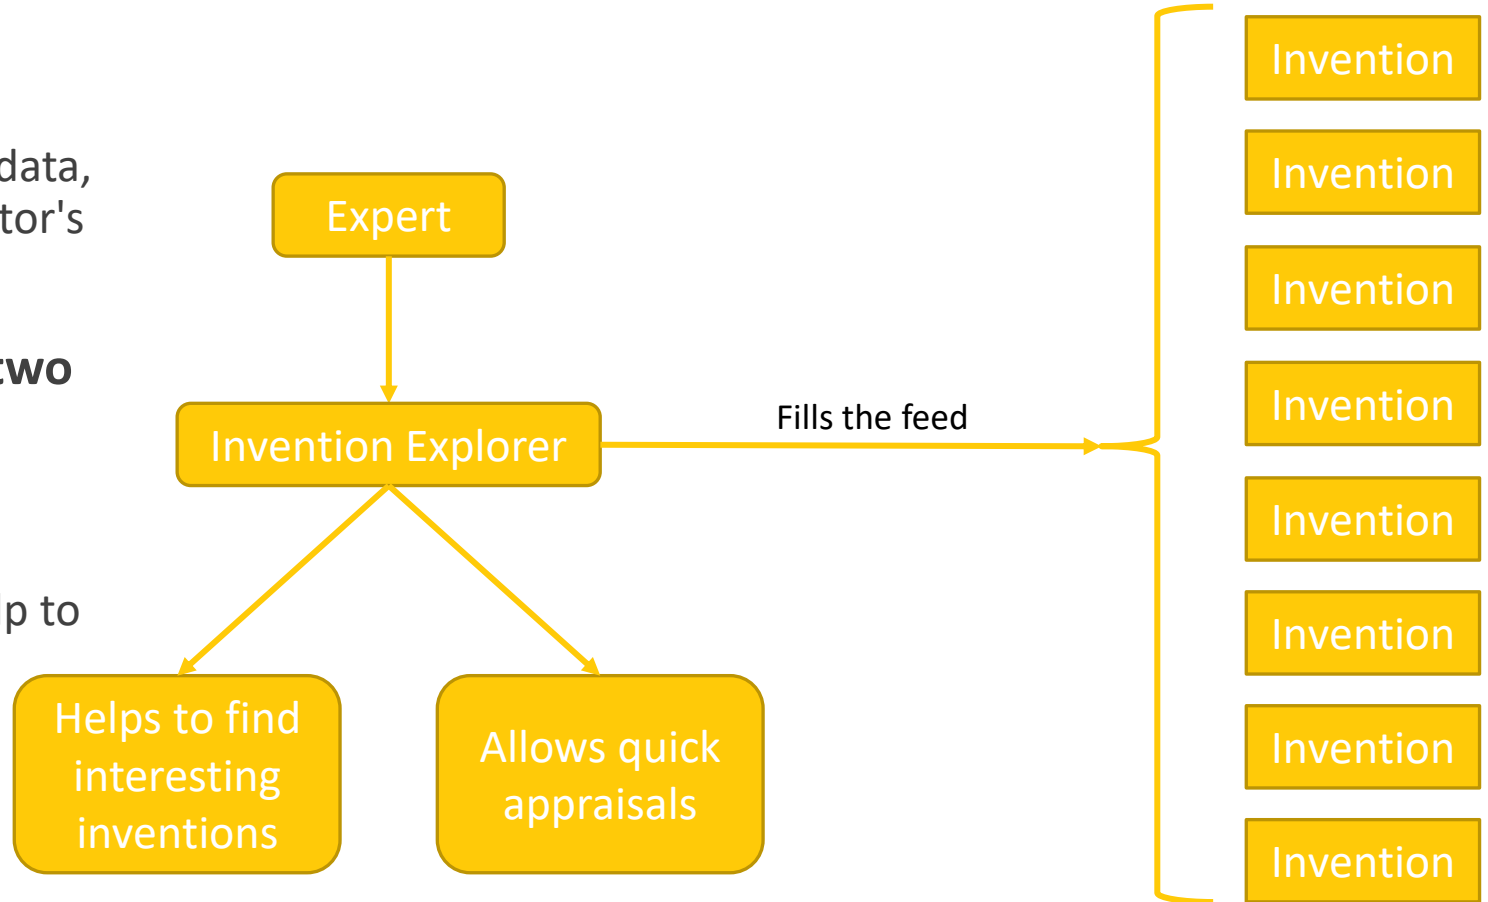 data,
tor's
two
lp to
Expert
Invention Explorer
Fills the feed
Helps to find
interesting
inventions
Allows quick
appraisals
Invention
Invention
Invention
Invention
Invention
Invention
Invention
Invention